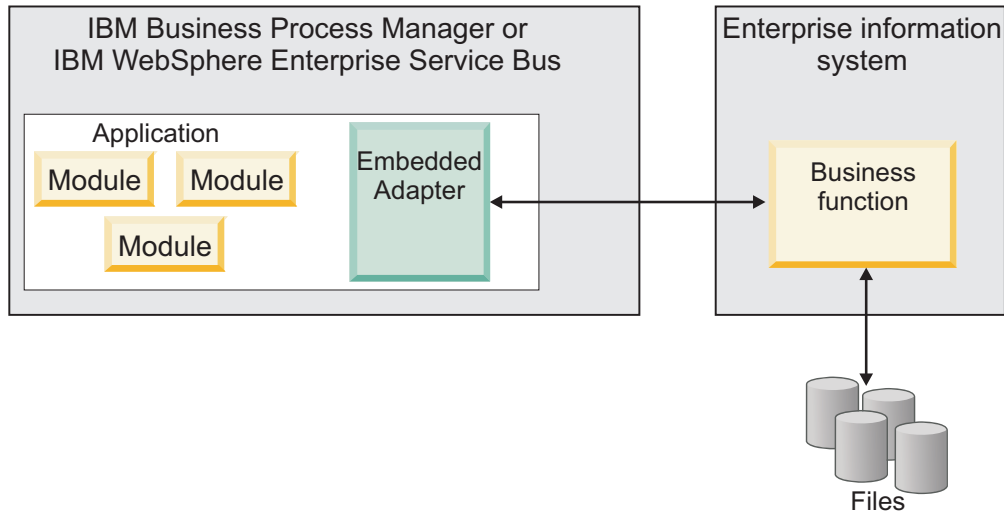 IBM Business Process Manager or
IBM WebSphere Enterprise Service Bus
Application
Module
Module
Module
Embedded
Adapter
Enterprise information
system
Business
function
Files